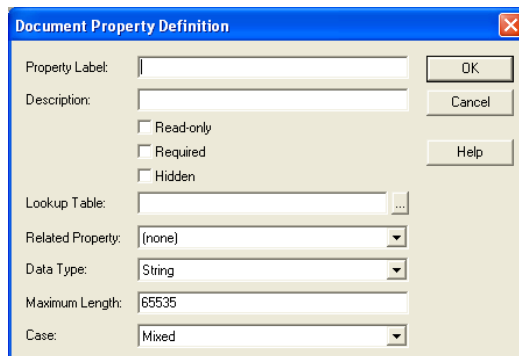 Document Property Definition
Property Label:
OK
Description:
Cancel
Read-only
Required
Help
Hidden
Lookup Table:
...
Related Property: (none)
Data Type: String
Maximum Length: 65535
Case: Mixed